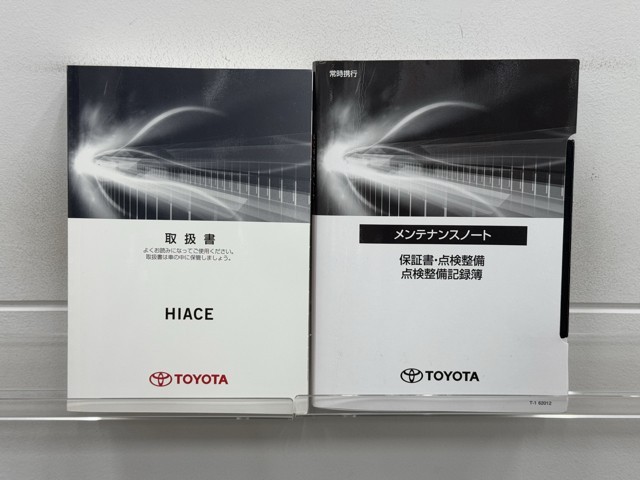 取扱書
よくお読みになってご使用ください。
取扱書は車の中に保管しましょう。
HIACE
TOYOTA
常時携行
メンテナンスノート
保証書・点検整備
点検整備記録簿
TOYOTA
T-1 62012